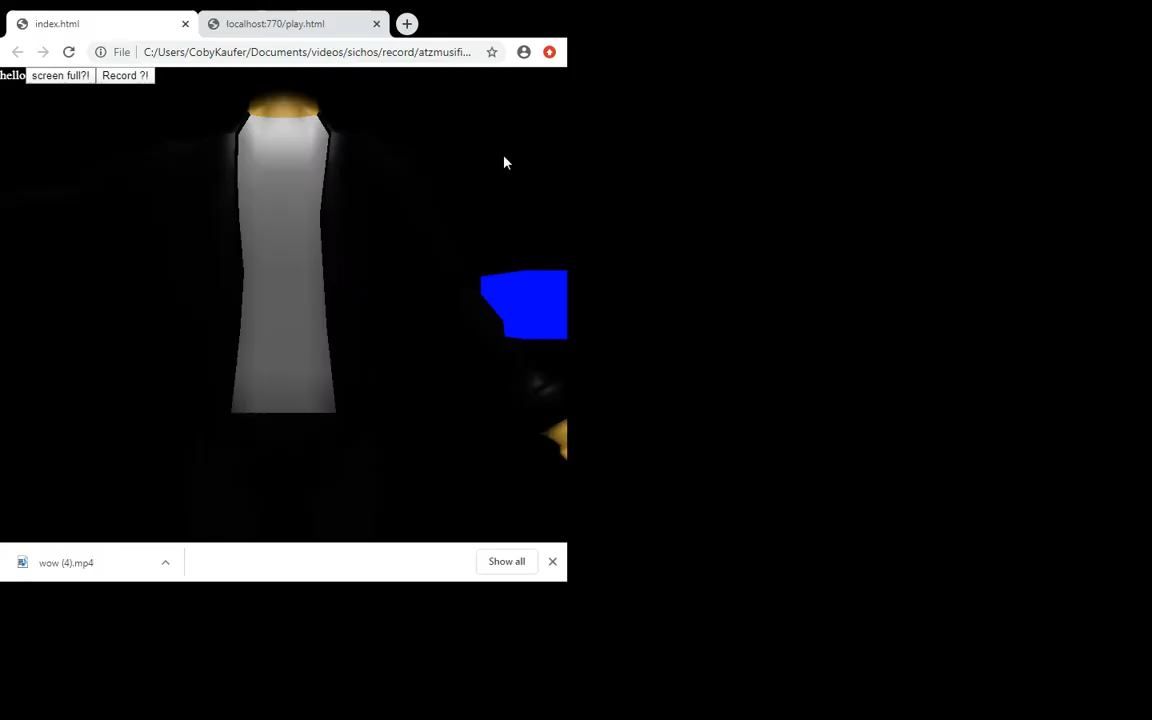 index.html
localhost:770/play.html
File
C:/Users/CobyKaufer/Documents/videos/sichos/record/atzmusifi...
hello screen full?! Record ?!
wow (4).mp4
Show all